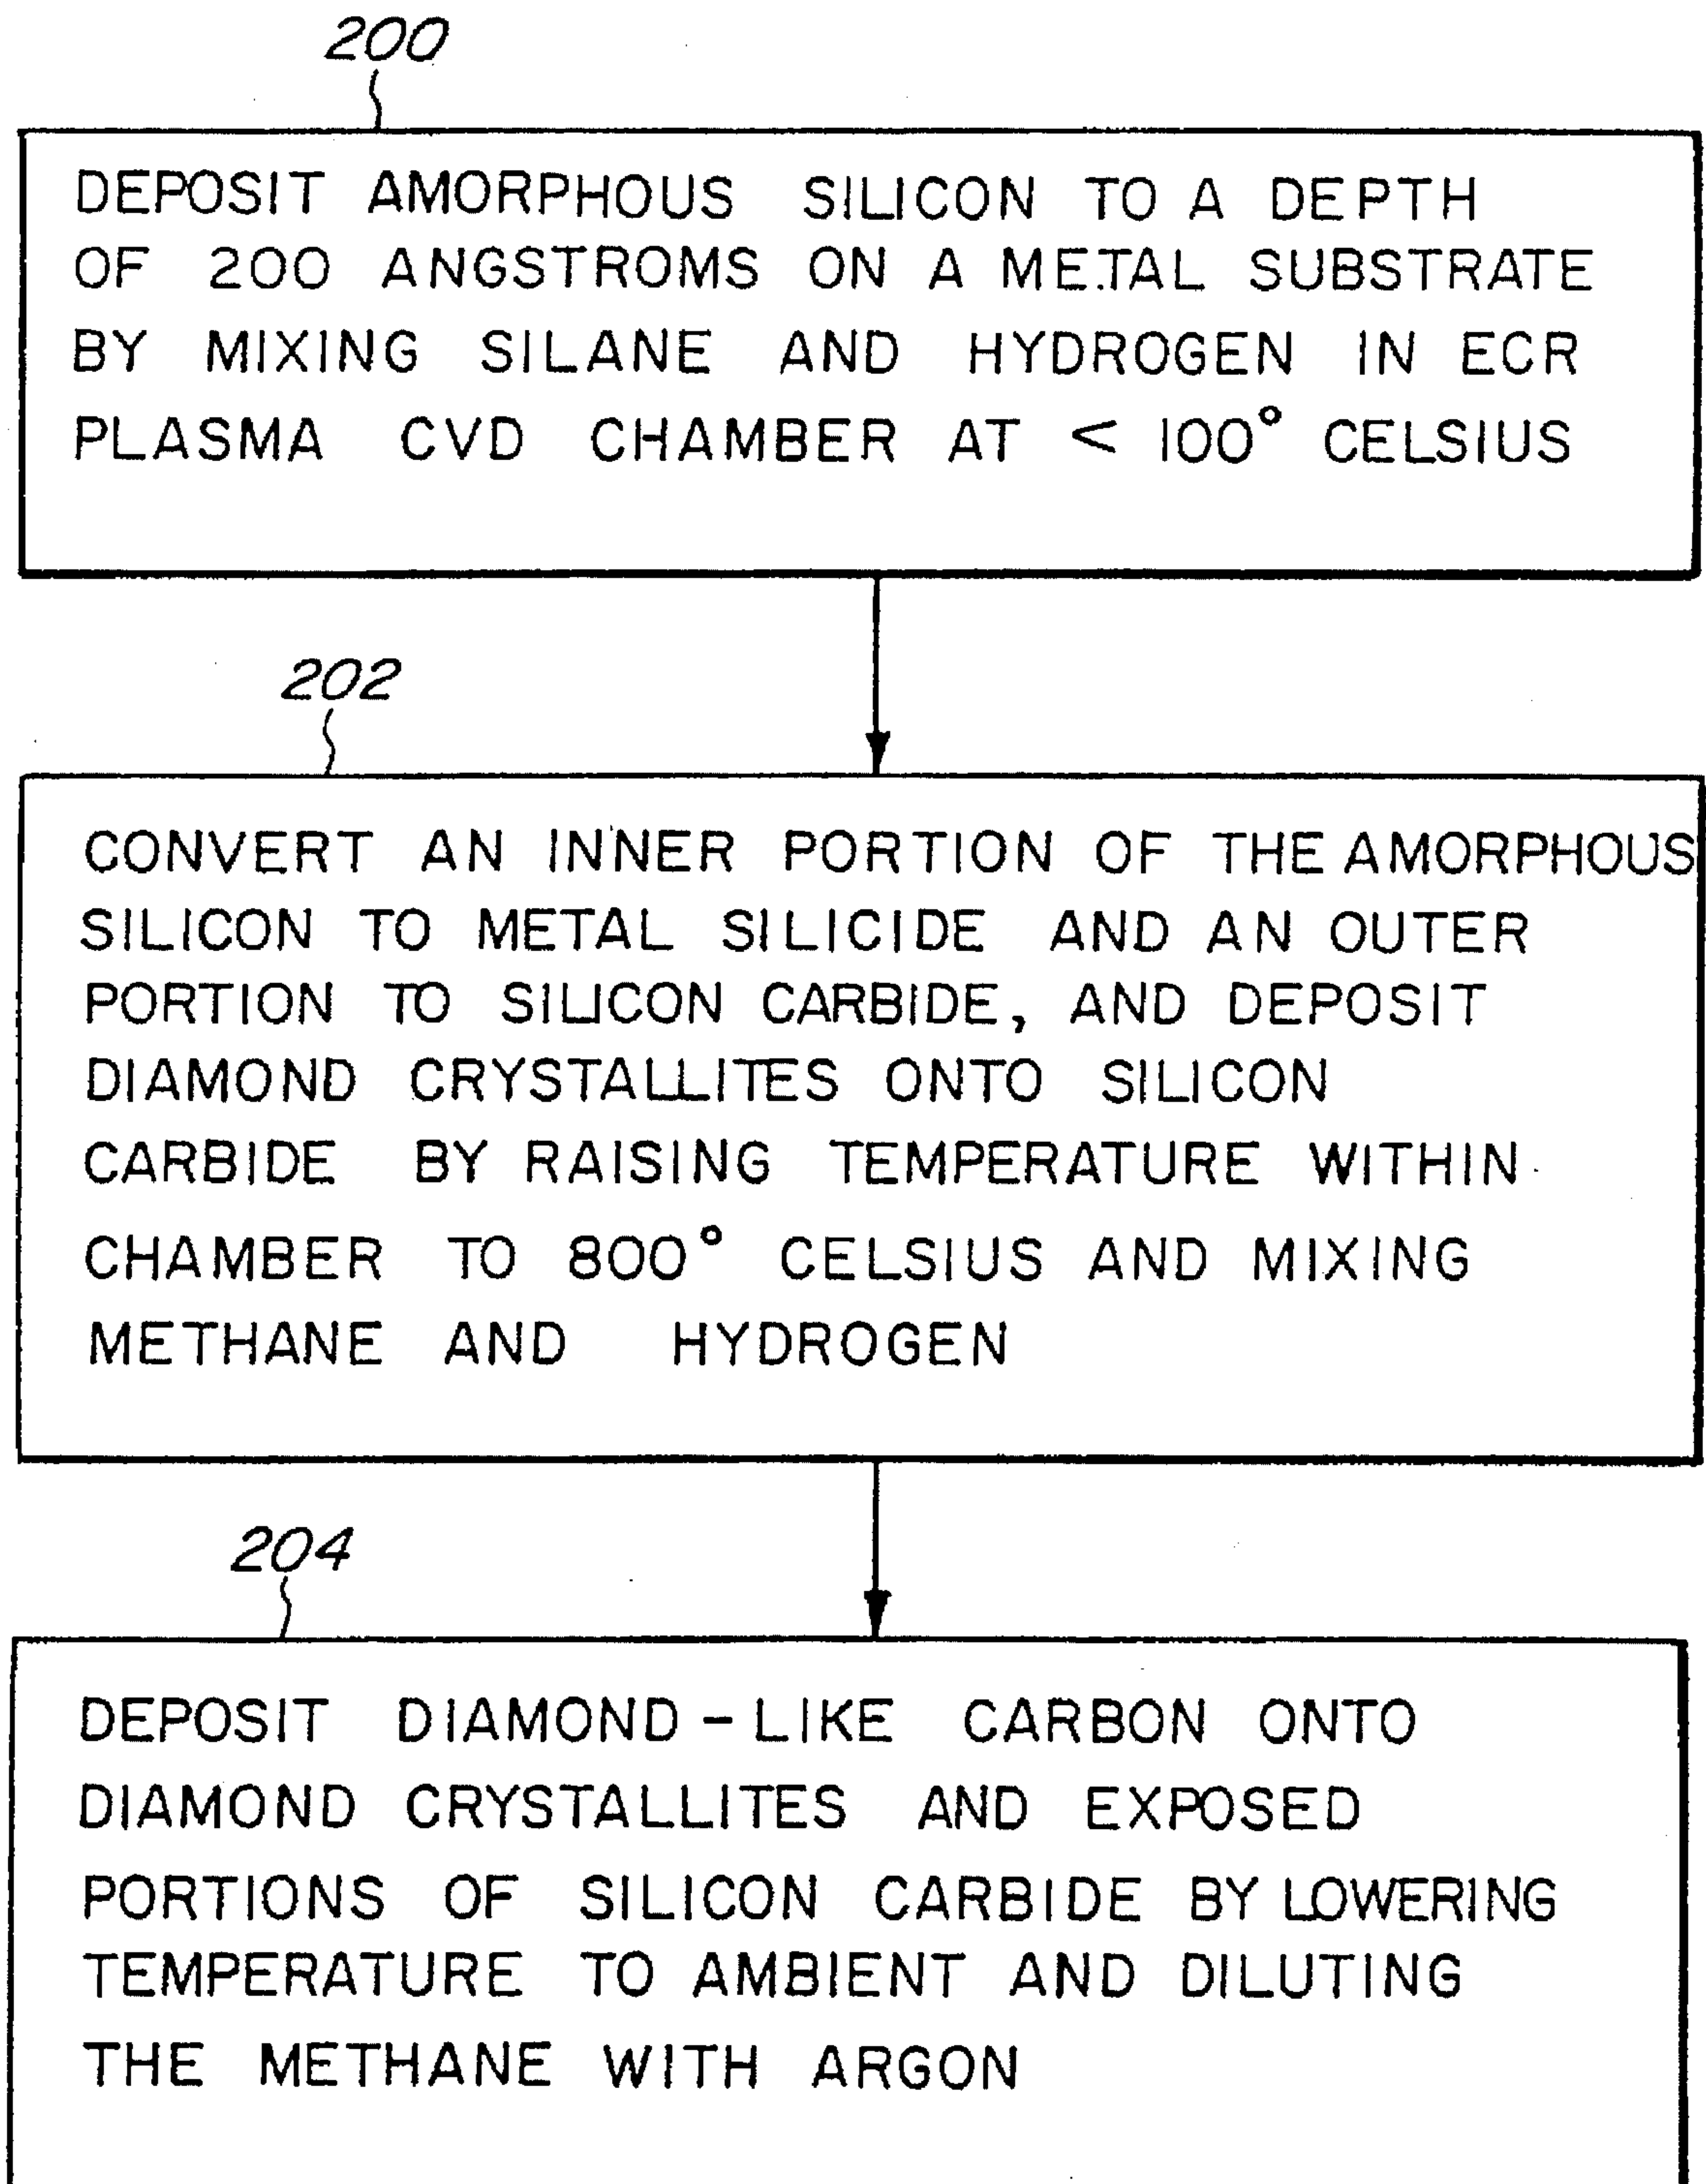 200
DEPOSIT AMORPHOUS SILICON TO A DEPTH
OF 200 ANGSTROMS ON A METAL SUBSTRATE
BY MIXING SILANE AND HYDROGEN IN ECR
PLASMA CVD CHAMBER AT < 100° CELSIUS
202
CONVERT AN INNER PORTION OF THE AMORPHOUS
SILICON TO METAL SILICIDE AND AN OUTER
PORTION TO SILICON CARBIDE, AND DEPOSIT
DIAMOND CRYSTALLITES ONTO SILICON
CARBIDE BY RAISING TEMPERATURE WITHIN
CHAMBER TO 800° CELSIUS AND MIXING
METHANE AND HYDROGEN
204
DEPOSIT DIAMOND-LIKE CARBON ONTO
DIAMOND CRYSTALLITES AND EXPOSED
PORTIONS OF SILICON CARBIDE BY LOWERING
TEMPERATURE TO AMBIENT AND DILUTING
THE METHANE WITH ARGON